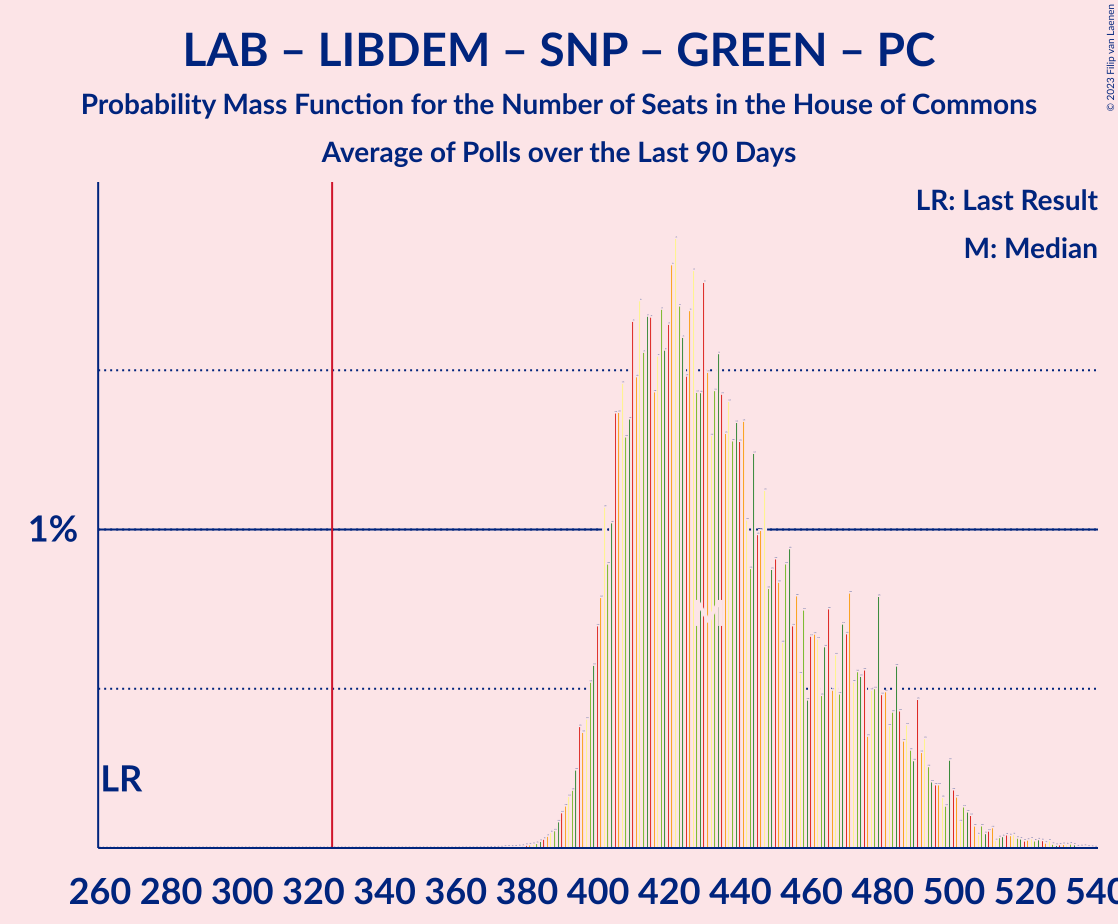 LAB – LIBDEM – SNP – GREEN – PC
Probability Mass Function for the Number of Seats in the House of Commons
Average of Polls over the Last 90 Days
© 2023 Filip van Laenen
LR: Last Result
M: Median
1%
LR
M
260 280 300 320 340 360 380 400 420 440 460 480 500 520 540